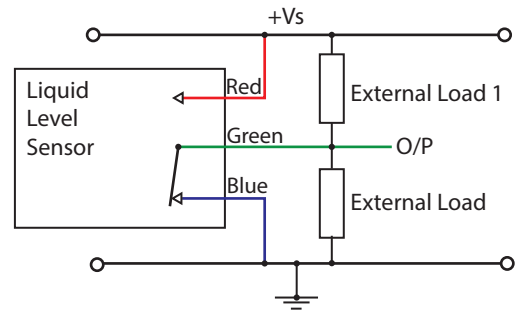 +Vs
Liquid
Level
Sensor
Red
External Load 1
Green
O/P
Blue
External Load